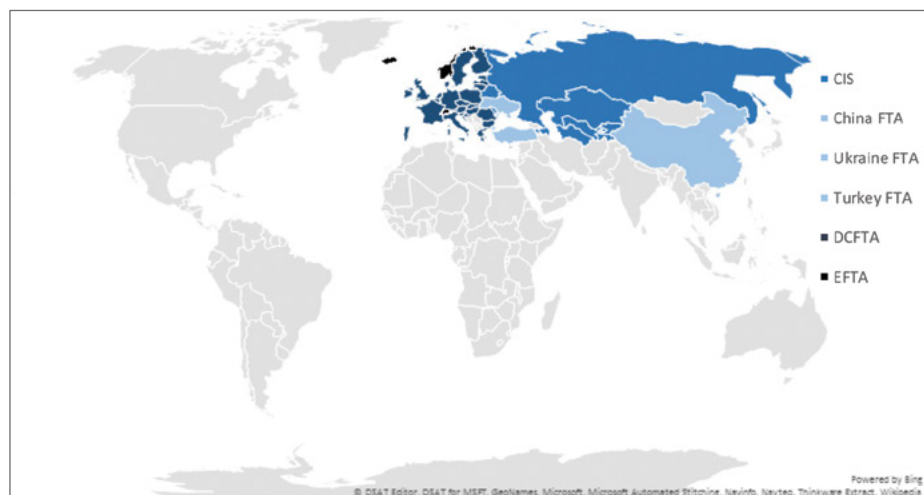 CIS
China FTA
Ukraine FTA
Turkey FTA
DCFTA
EFTA
Powered by Bing
© DSAT Editor, DSAT for MSFT, GeoNames, Microsoft, Microsoft Automated Stitching, Navinfo, Navteq, Thinkware Extract, Wikipedia